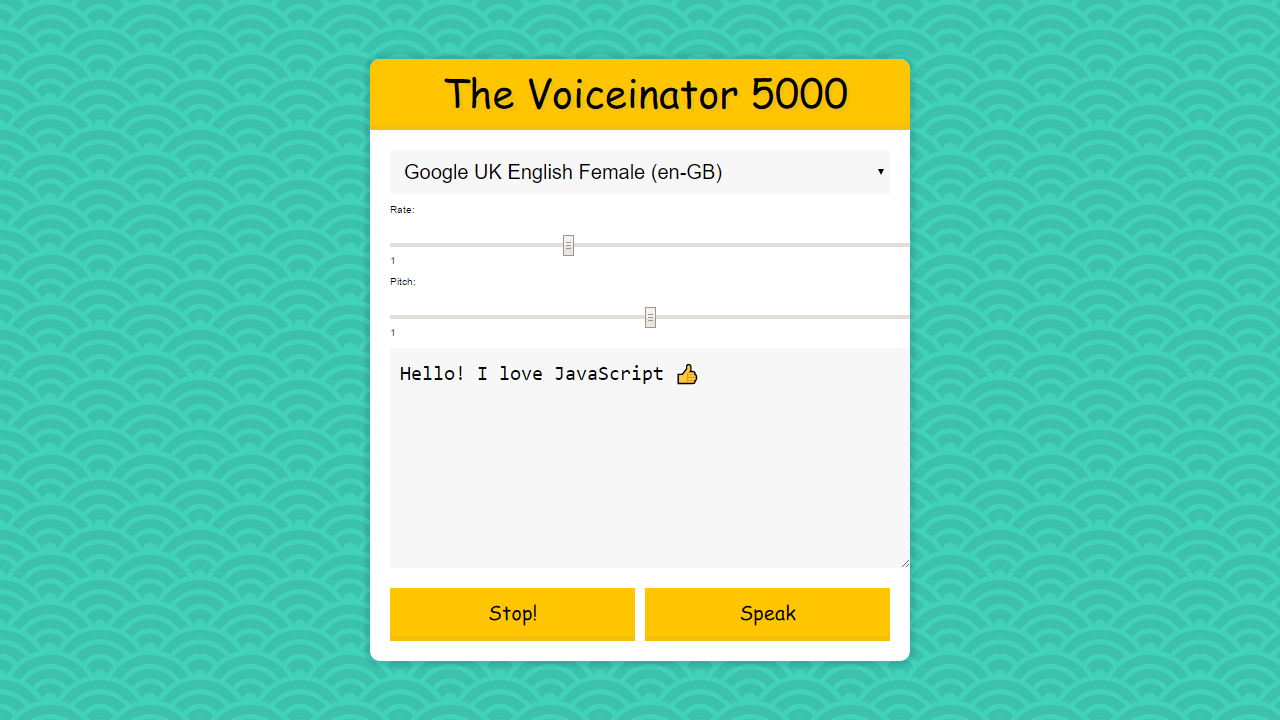 The Voiceinator 5000
Google UK English Female (en-GB)
Rate:
1
Pitch:
1
Hello! I love JavaScript 👍
Stop!
Speak